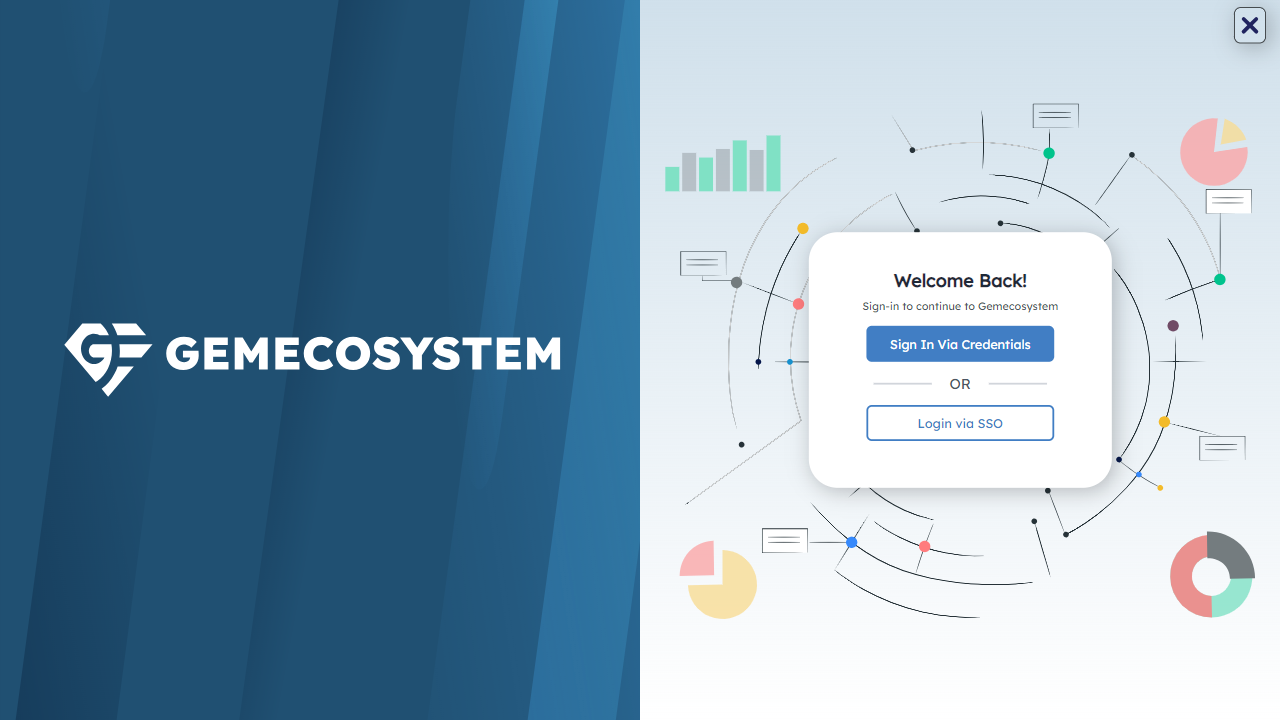 GEMECOSYSTEM
Welcome Back!
Sign-in to continue to Gemecosystem
Sign In Via Credentials
OR
Login via SSO